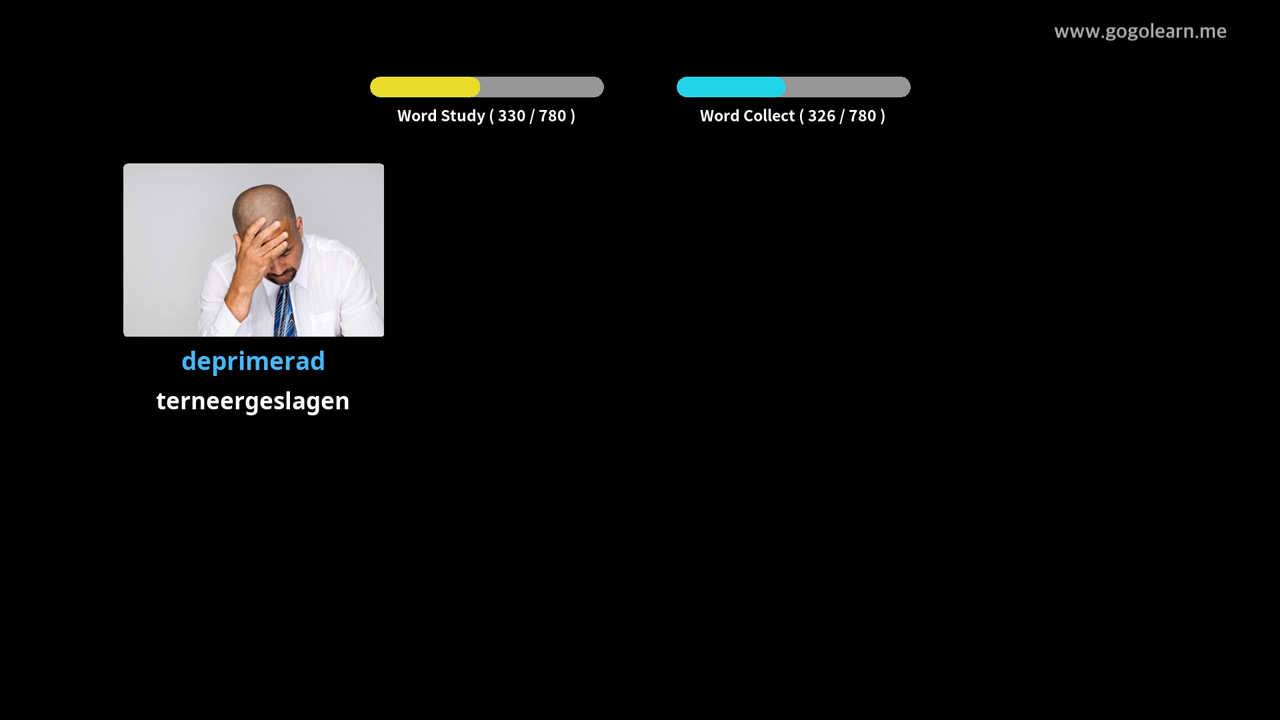 www.gogolearn.me
Word Study ( 330 / 780 )
Word Collect ( 326 / 780 )
deprimerad
terneergeslagen